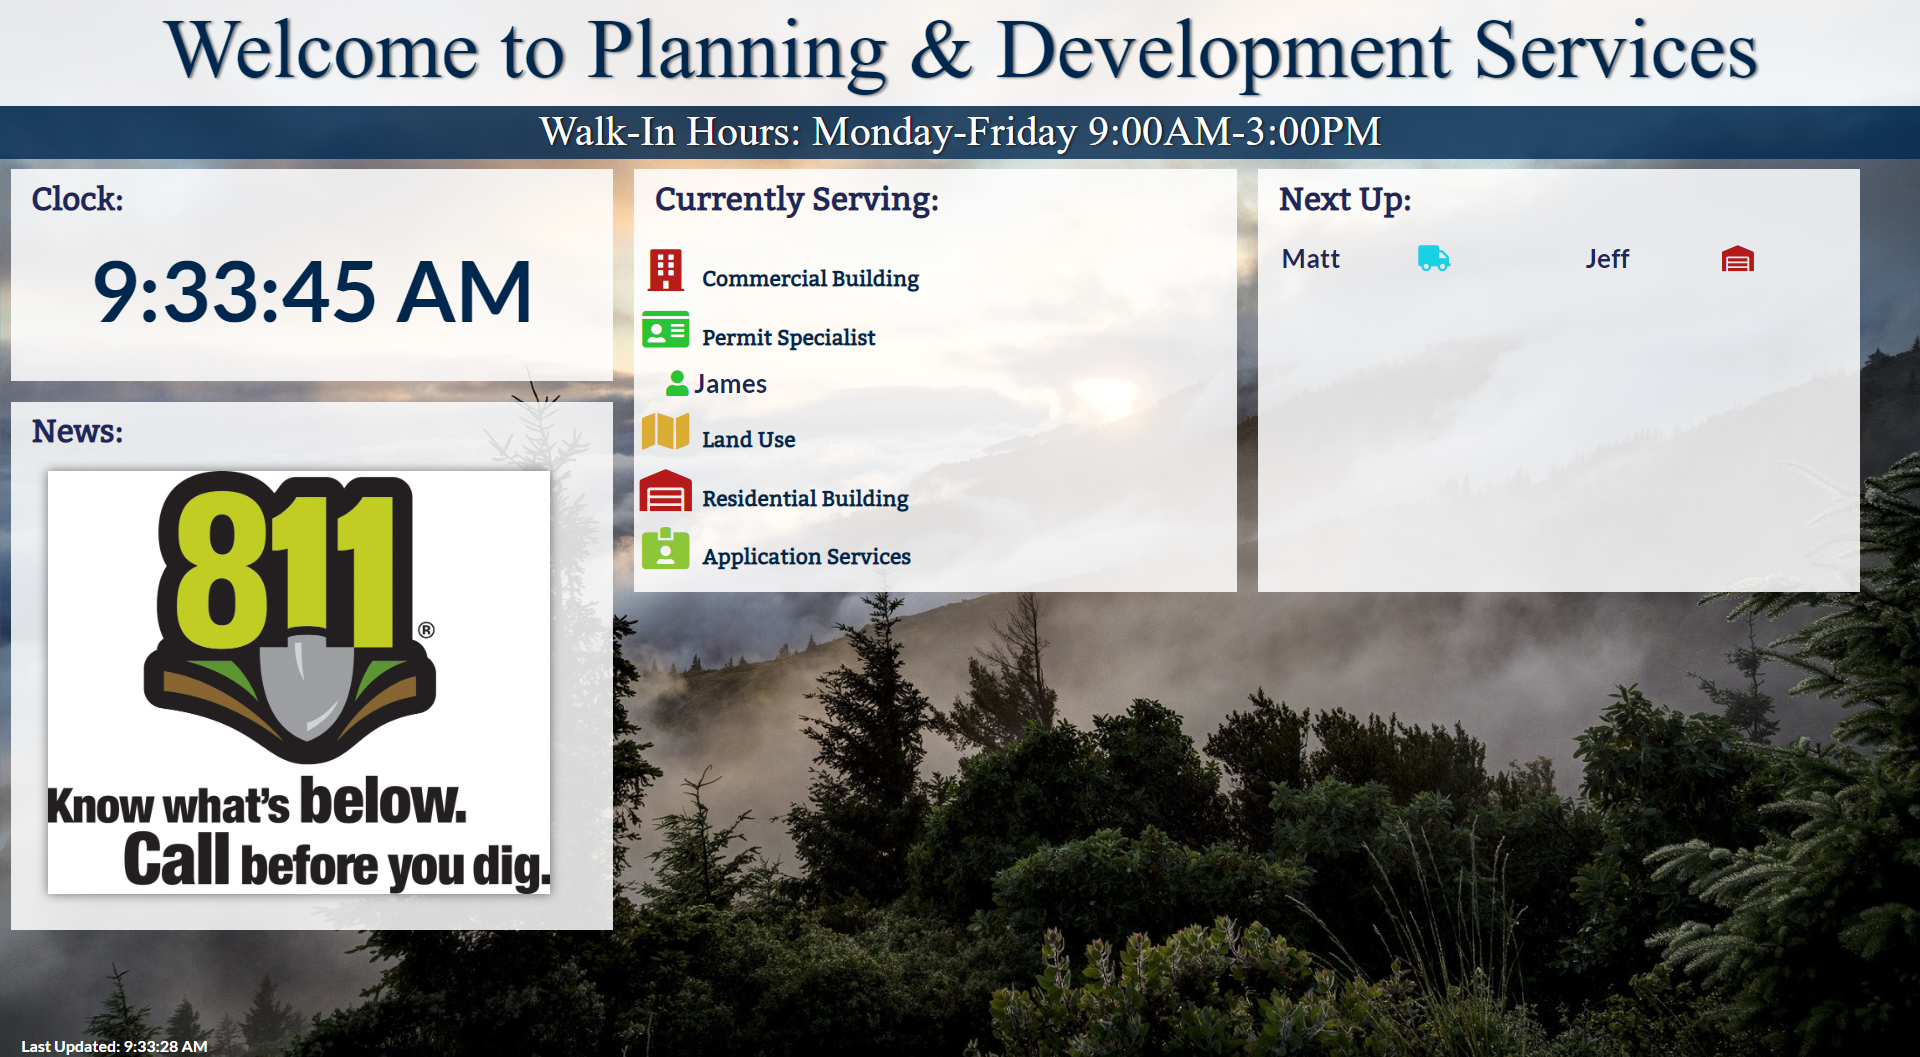 Welcome to Planning & Development Services
Walk-In Hours: Monday-Friday 9:00AM-3:00PM
Clock:
9:33:45 AM
News:
811®
Know what's below.
Call before you dig.
Currently Serving:
Commercial Building
Permit Specialist
James
Land Use
Residential Building
Application Services
Next Up:
Matt
Jeff
Last Updated: 9:33:28 AM